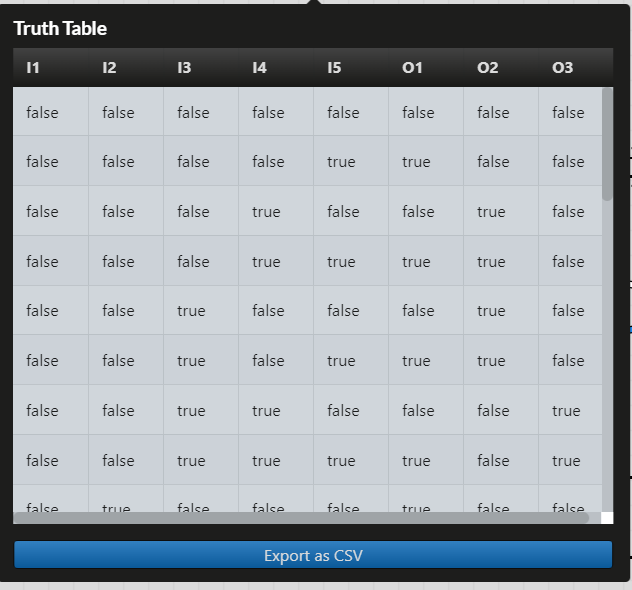 Truth Table
I1 I2 I3 I4 I5 O1 O2 O3
false false false false false false false false
false false false false true true false false
false false false true false false true false
false false false true true true true false
false false true false false false true false
false false true false true true true false
false false true true false false false true
false false true true true true false true
false true false false false true false false
Export as CSV